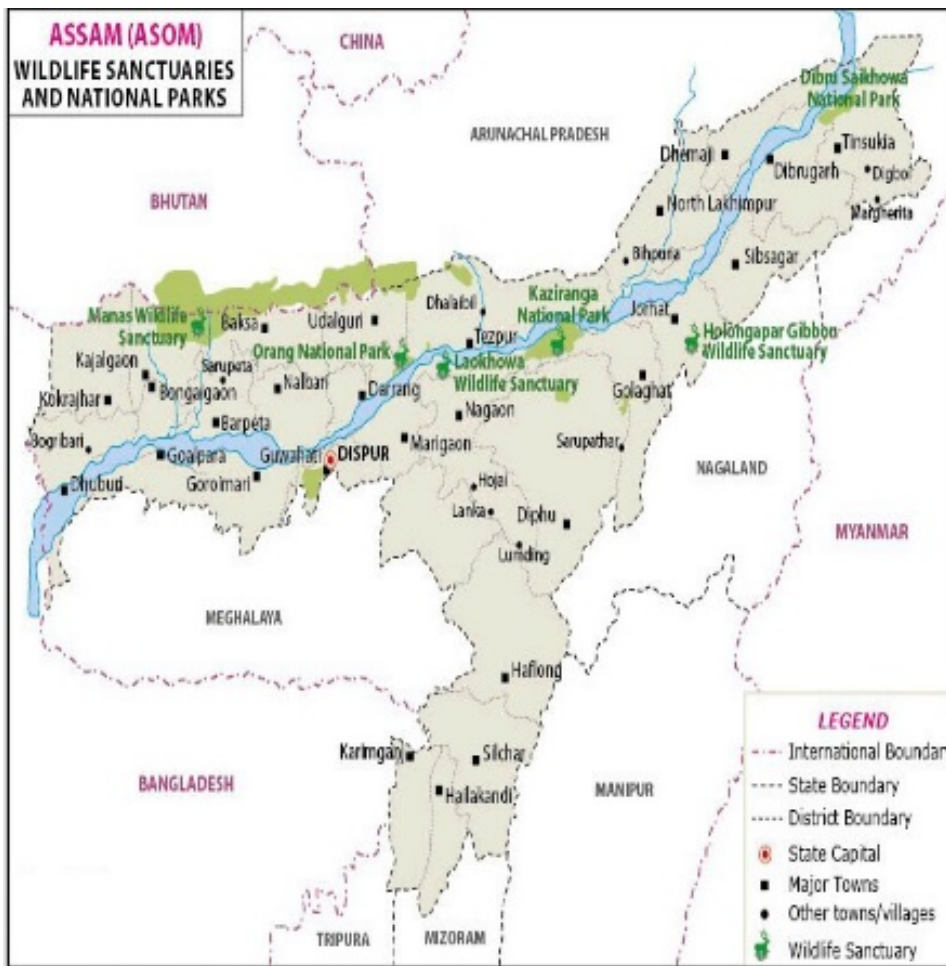 ASSAM (ASOM)
WILDLIFE SANCTUARIES
AND NATIONAL PARKS
CHINA
Dibru Saikhowa
National Park
ARUNACHAL PRADESH
Dhemaji
Tinsukia
Dibrugarh
Digboi
Margherita
BHUTAN
North Lakhimpur
Bihpuria
Sibsagar
Manas Wildlife
Sanctuary
Baksa
Udalguri
Dhalaibil
Kaziranga
National Park
Jorhat
Tezpur
Holongapar Gibbon
Wildlife Sanctuary
Orang National Park
Laokhowa
Wildlife Sanctuary
Kajalgaon
Sarupeta
Bongaigaon
Nalbari
Darrang
Golaghat
Kokrajhar
Barpeta
Nagaon
Bogribari
Goalpara
Guwahati
DISPUR
Marigaon
Sarupathar
NAGALAND
Dhuburi
Gorolmari
Hojai
Lanka
Diphu
Lumding
MYANMAR
MEGHALAYA
Haflong
Karimganj
Silchar
BANGLADESH
Hailakandi
MANIPUR
TRIPURA
MIZORAM
LEGEND
International Boundary
State Boundary
District Boundary
State Capital
Major Towns
Other towns/villages
Wildlife Sanctuary